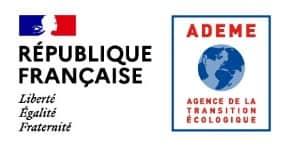 RÉPUBLIQUE
FRANÇAISE
Liberté
Égalité
Fraternité
ADEME
AGENCE DE LA
TRANSITION
ÉCOLOGIQUE